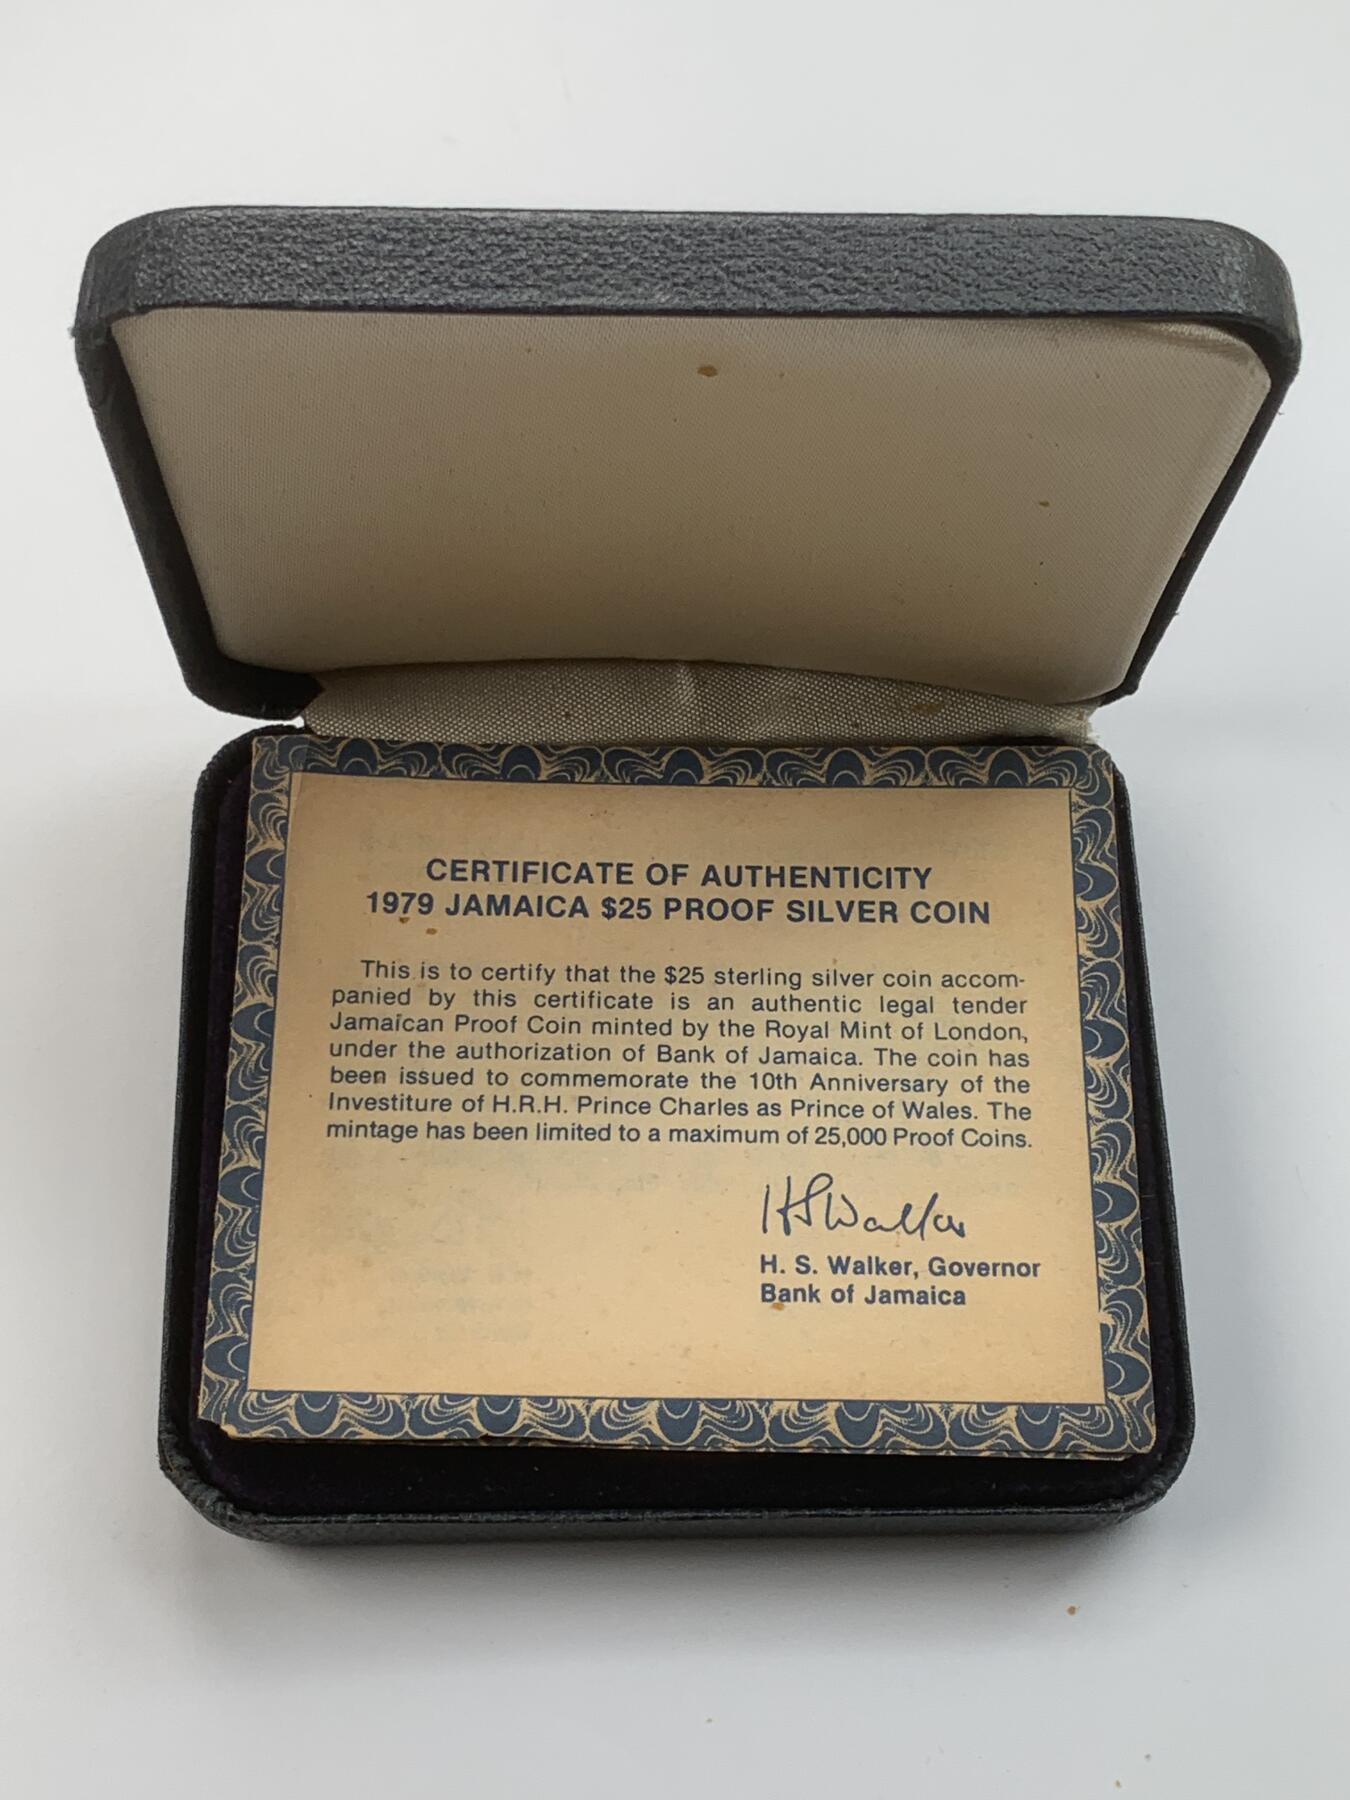 CERTIFICATE OF AUTHENTICITY
1979 JAMAICA $25 PROOF SILVER COIN
This is to certify that the $25 sterling silver coin accom-
panied by this certificate is an authentic legal tender
Jamaican Proof Coin minted by the Royal Mint of London,
under the authorization of Bank of Jamaica. The coin has
been issued to commemorate the 10th Anniversary of the
Investiture of H.R.H. Prince Charles as Prince of Wales. The
mintage has been limited to a maximum of 25,000 Proof Coins.
HSWalker
H. S. Walker, Governor
Bank of Jamaica